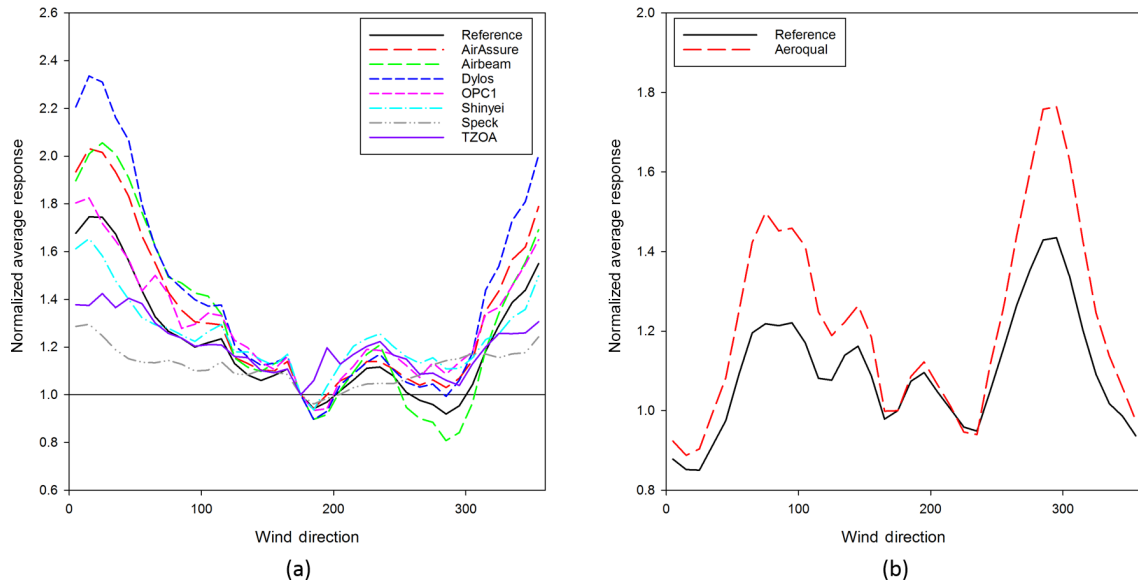 Normalized average response
2.6
2.4
2.2
2.0
1.8
1.6
1.4
1.2
1.0
0.8
0.6
0
100
200
300
Wind direction
Reference
AirAssure
Airbeam
Dylos
OPC1
Shinyei
Speck
TZOA
(a)
Normalized average response
2.0
1.8
1.6
1.4
1.2
1.0
0.8
0
100
200
300
Wind direction
Reference
Aeroqual
(b)